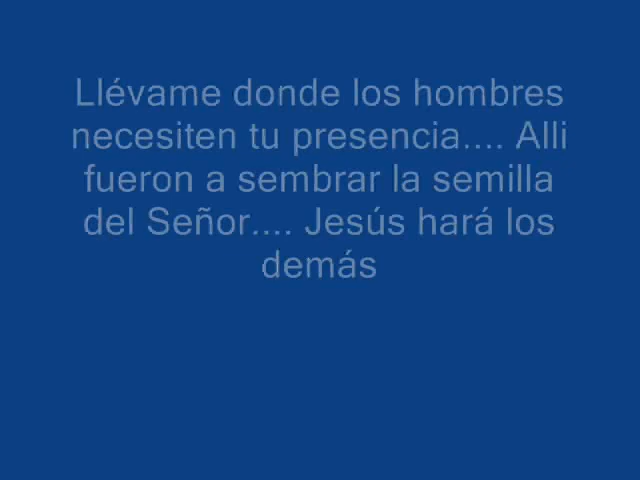 Llévame donde los hombres
necesiten tu presencia.... Alli
fueron a sembrar la semilla
del Señor.... Jesús hará los
demás